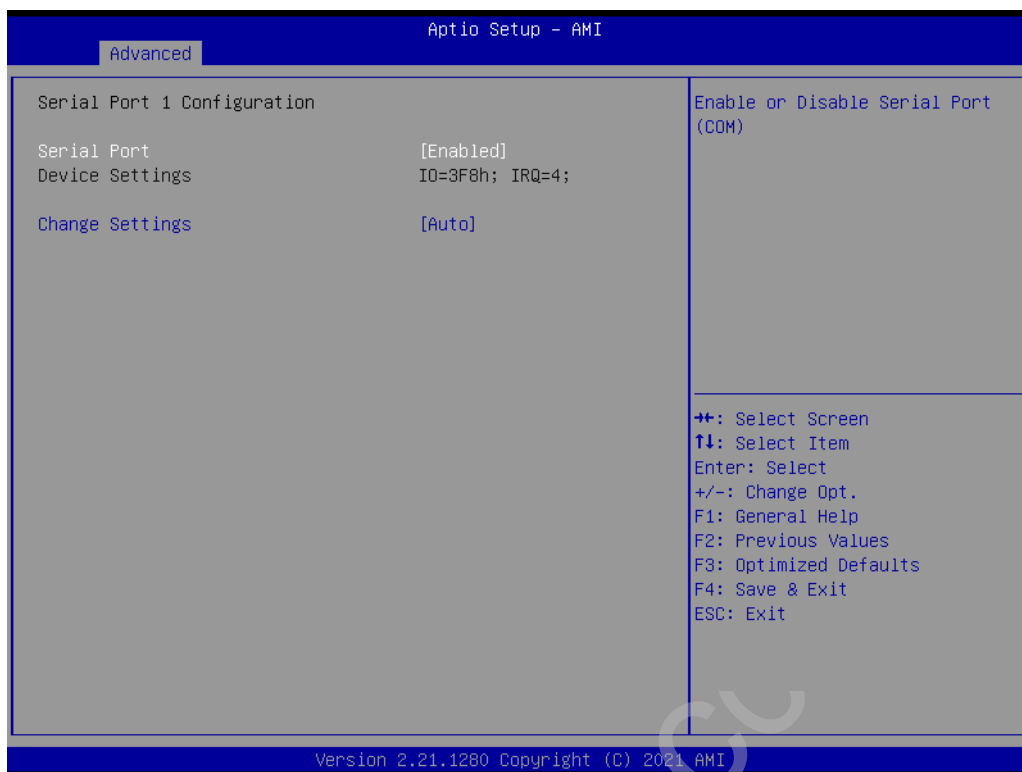 Aptio Setup – AMI
Advanced
Serial Port 1 Configuration
Serial Port [Enabled]
Device Settings IO=3F8h; IRQ=4;
Change Settings [Auto]
Enable or Disable Serial Port
(COM)
→←: Select Screen
↑↓: Select Item
Enter: Select
+/-: Change Opt.
F1: General Help
F2: Previous Values
F3: Optimized Defaults
F4: Save & Exit
ESC: Exit
Version 2.21.1280 Copyright (C) 2021 AMI